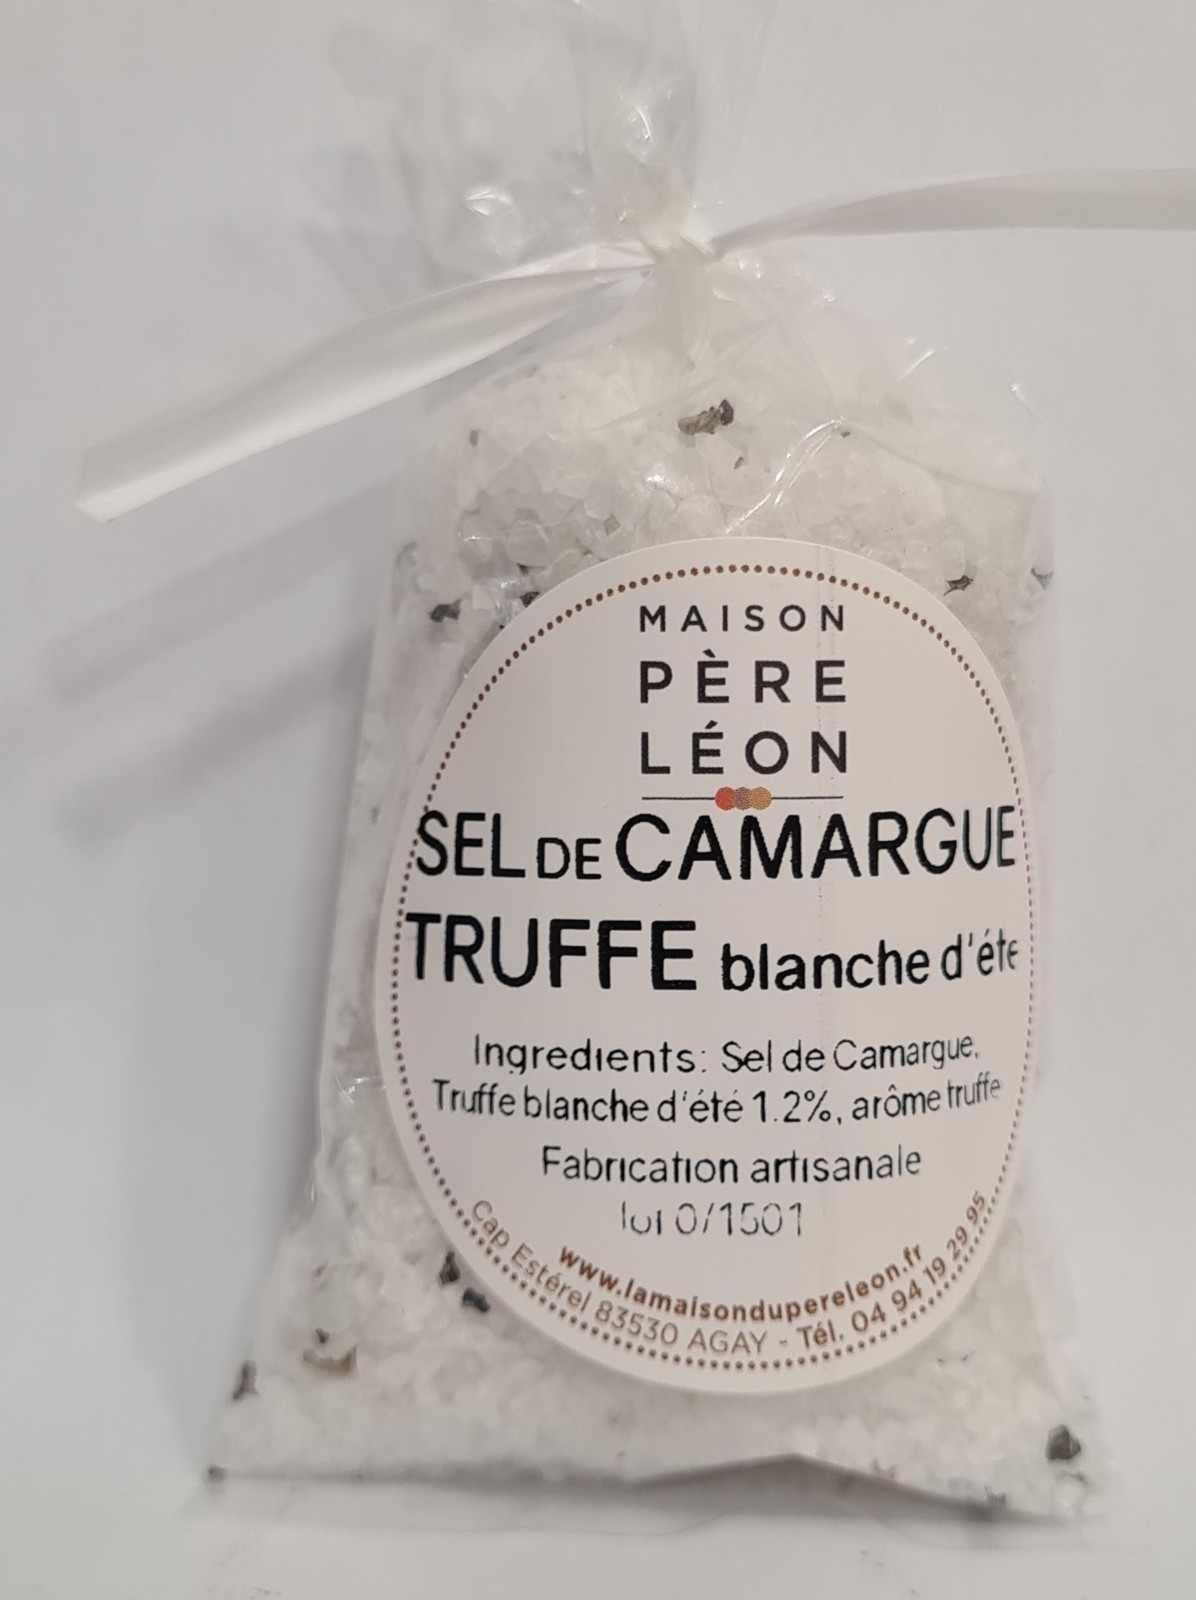 MAISON
PÈRE
LÉON
SEL DE CAMARGUE
TRUFFE blanche d'été
Ingredients: Sel de Camargue,
Truffe blanche d'été 1.2%, arôme truffe
Fabrication artisanale
lot 0/1501
www.lamaisondupereleon.fr
Cap Estérel 83530 AGAY - Tél. 04 94 19 29 95